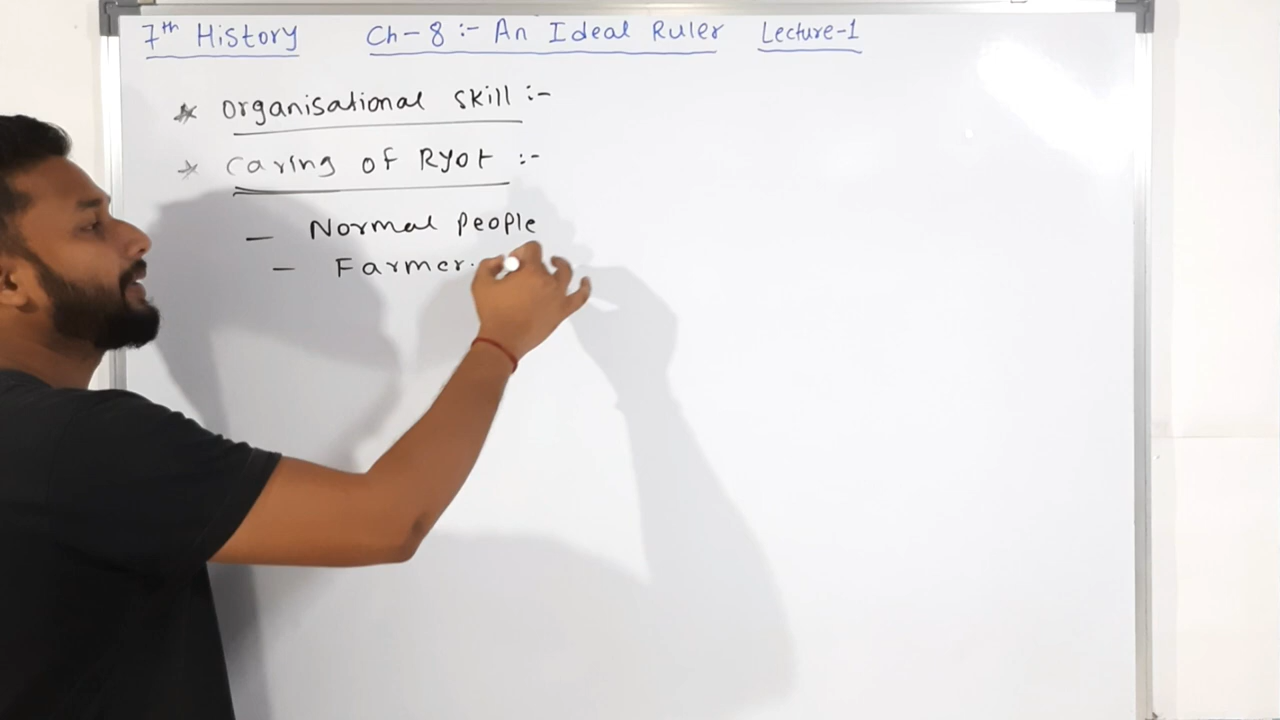 7th History Ch-8 :- An Ideal Ruler Lecture-1
* Organisational skill :-
* Caring of Ryot :-
— Normal people
— Farmer.